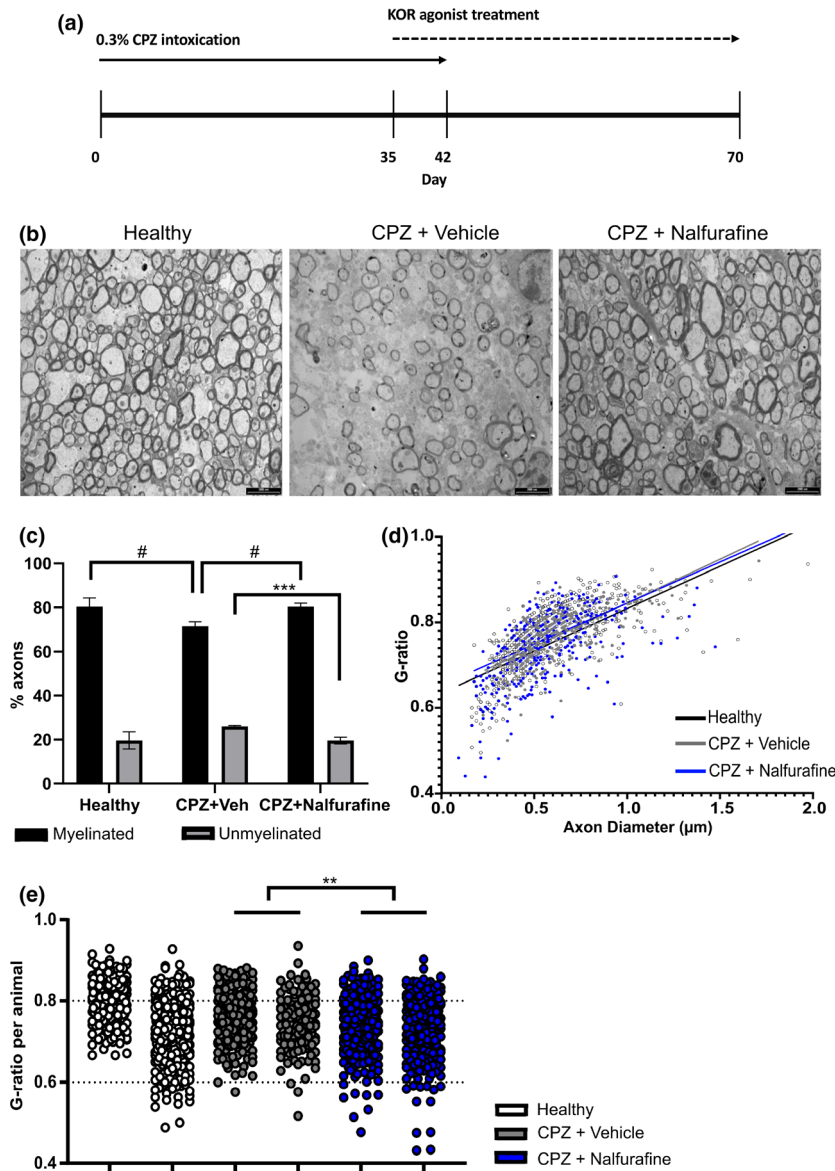 (a)
KOR agonist treatment
0.3% CPZ intoxication
0 35 42 70
Day
(b)
Healthy CPZ + Vehicle CPZ + Nalfurafine
(c)
# #
***
100
80
60
40
20
0
% axons
Healthy CPZ+Veh CPZ+Nalfurafine
Myelinated Unmyelinated
(d)
1.0
0.8
0.6
0.4
G-ratio
Healthy
CPZ + Vehicle
CPZ + Nalfurafine
0.0 0.5 1.0 1.5 2.0
Axon Diameter (µm)
(e)
**
1.0
0.8
0.6
0.4
G-ratio per animal
Healthy
CPZ + Vehicle
CPZ + Nalfurafine